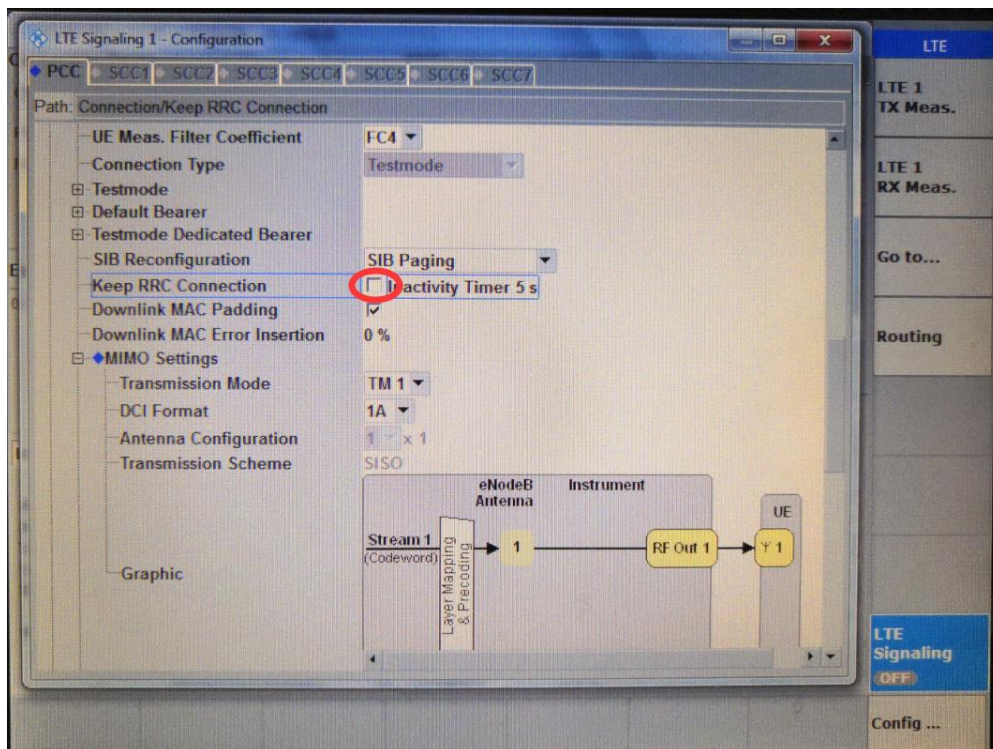 LTE Signaling 1 - Configuration
PCC SCC1 SCC2 SCC3 SCC4 SCC5 SCC6 SCC7
Path: Connection/Keep RRC Connection
UE Meas. Filter Coefficient FC4
Connection Type Testmode
Testmode
Default Bearer
Testmode Dedicated Bearer
SIB Reconfiguration SIB Paging
Keep RRC Connection Inactivity Timer 5 s
Downlink MAC Padding
Downlink MAC Error Insertion 0 %
MIMO Settings
Transmission Mode TM 1
DCI Format 1A
Antenna Configuration 1 x 1
Transmission Scheme SISO
Graphic
eNodeB
Antenna
Instrument
UE
Stream 1
(Codeword)
Layer Mapping
& Precoding
1
RF Out 1
1
LTE
LTE 1
TX Meas.
LTE 1
RX Meas.
Go to...
Routing
LTE
Signaling
OFF
Config ...